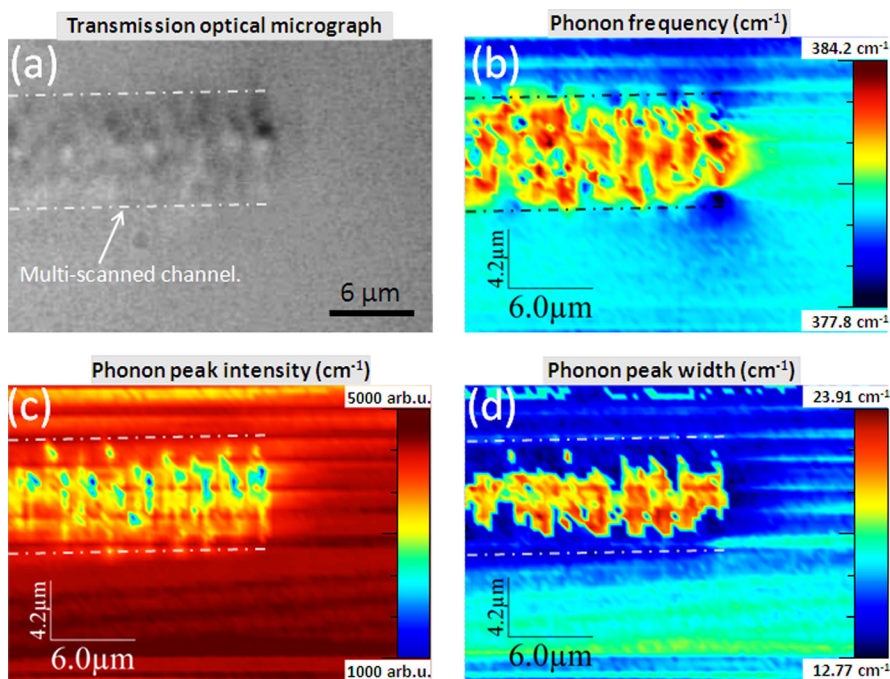 Transmission optical micrograph
(a)
Multi-scanned channel.
6 µm
Phonon frequency (cm-1)
(b)
384.2 cm-1
4.2µm
6.0µm
377.8 cm-1
Phonon peak intensity (cm-1)
(c)
5000 arb.u.
4.2µm
6.0µm
1000 arb.u.
Phonon peak width (cm-1)
(d)
23.91 cm-1
4.2µm
6.0µm
12.77 cm-1